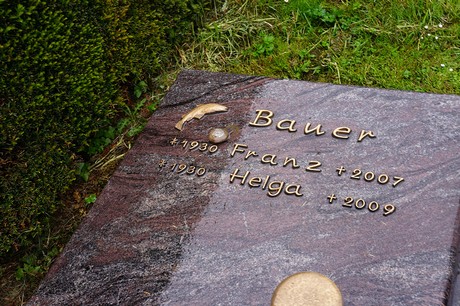 Bauer
*1930 Franz +2007
*1930 Helga +2009